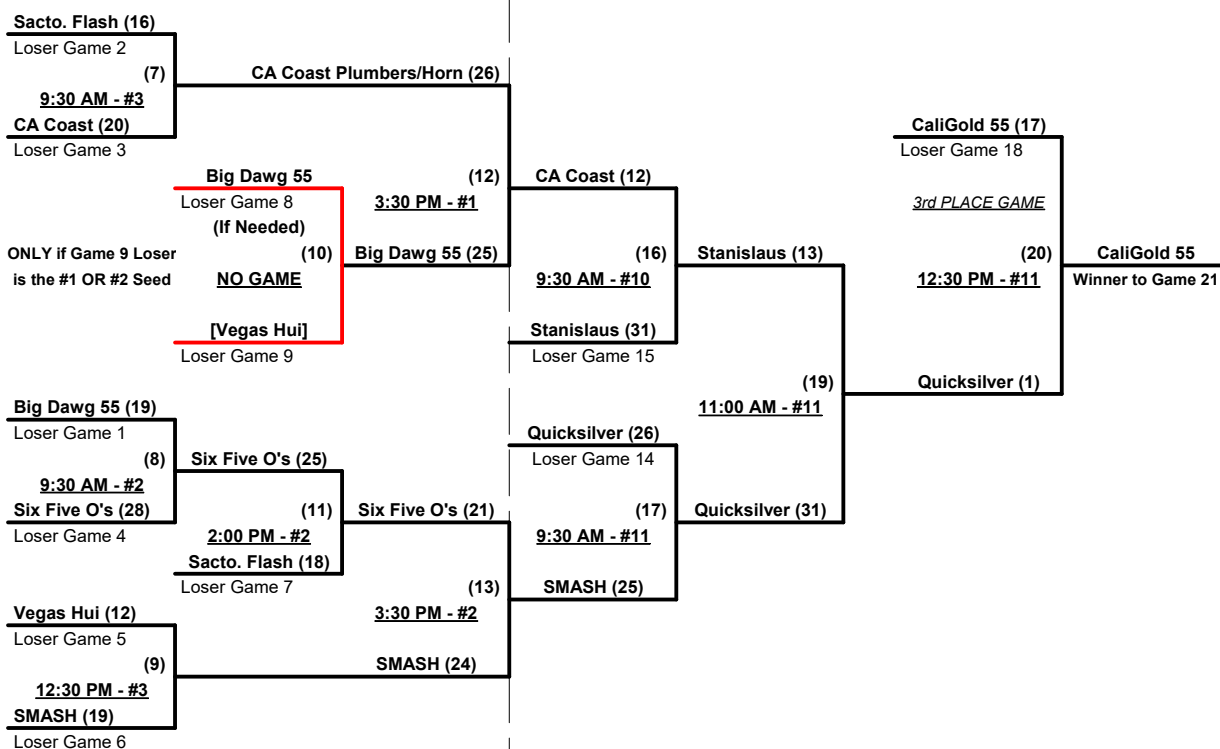 Sacto. Flash (16)
Loser Game 2
(7)
9:30 AM - #3
CA Coast (20)
Loser Game 3
CA Coast Plumbers/Horn (26)
Big Dawg 55
Loser Game 8
(If Needed)
ONLY if Game 9 Loser
is the #1 OR #2 Seed
(10)
NO GAME
[Vegas Hui]
Loser Game 9
(12)
3:30 PM - #1
Big Dawg 55 (25)
CA Coast (12)
(16)
9:30 AM - #10
Stanislaus (31)
Loser Game 15
Stanislaus (13)
CaliGold 55 (17)
Loser Game 18
3rd PLACE GAME
(20)
12:30 PM - #11
CaliGold 55
Winner to Game 21
(19)
11:00 AM - #11
Quicksilver (1)
Big Dawg 55 (19)
Loser Game 1
(8)
9:30 AM - #2
Six Five O's (28)
Loser Game 4
Six Five O's (25)
(11)
2:00 PM - #2
Sacto. Flash (18)
Loser Game 7
Six Five O's (21)
Quicksilver (26)
Loser Game 14
(17)
9:30 AM - #11
Quicksilver (31)
(13)
3:30 PM - #2
SMASH (25)
Vegas Hui (12)
Loser Game 5
(9)
12:30 PM - #3
SMASH (19)
Loser Game 6
SMASH (24)